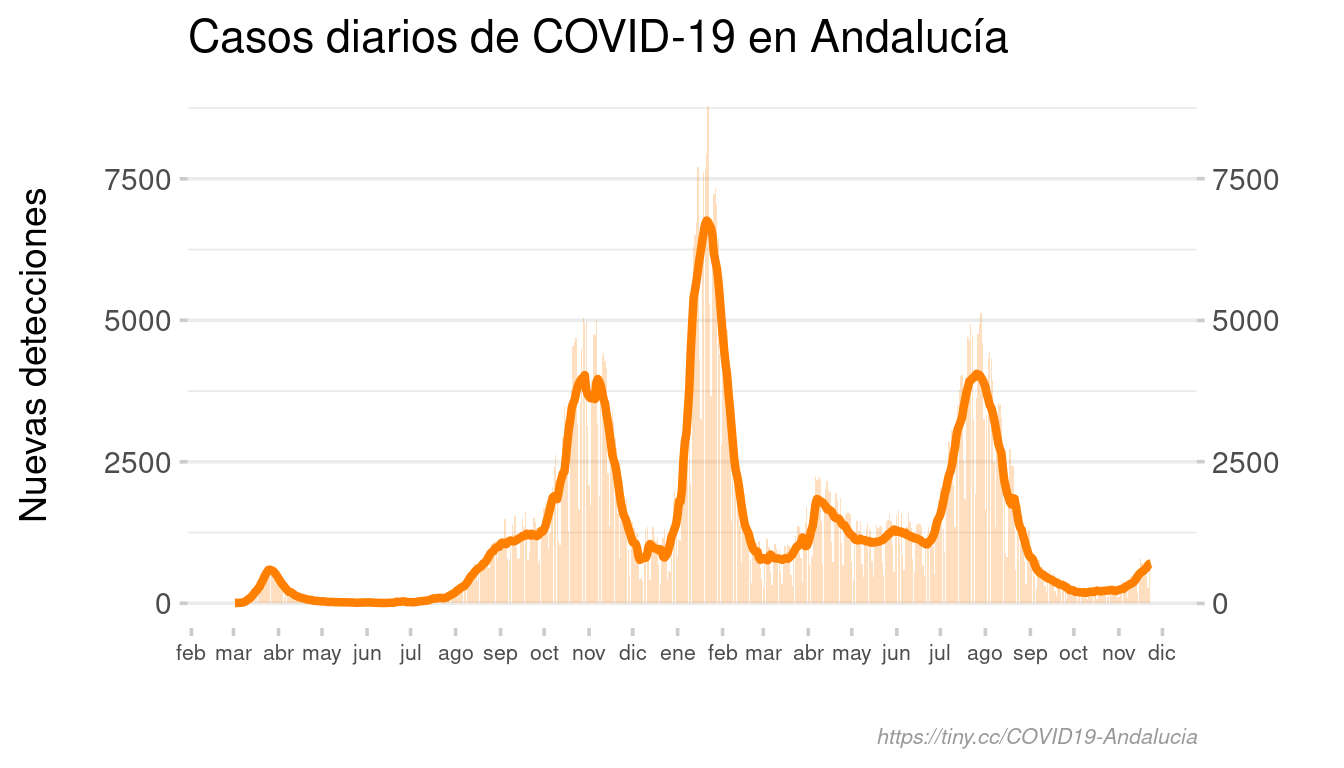 Casos diarios de COVID-19 en Andalucía
Nuevas detecciones
7500 7500
5000 5000
2500 2500
0 0
feb mar abr may jun jul ago sep oct nov dic ene feb mar abr may jun jul ago sep oct nov dic
https://tiny.cc/COVID19-Andalucia